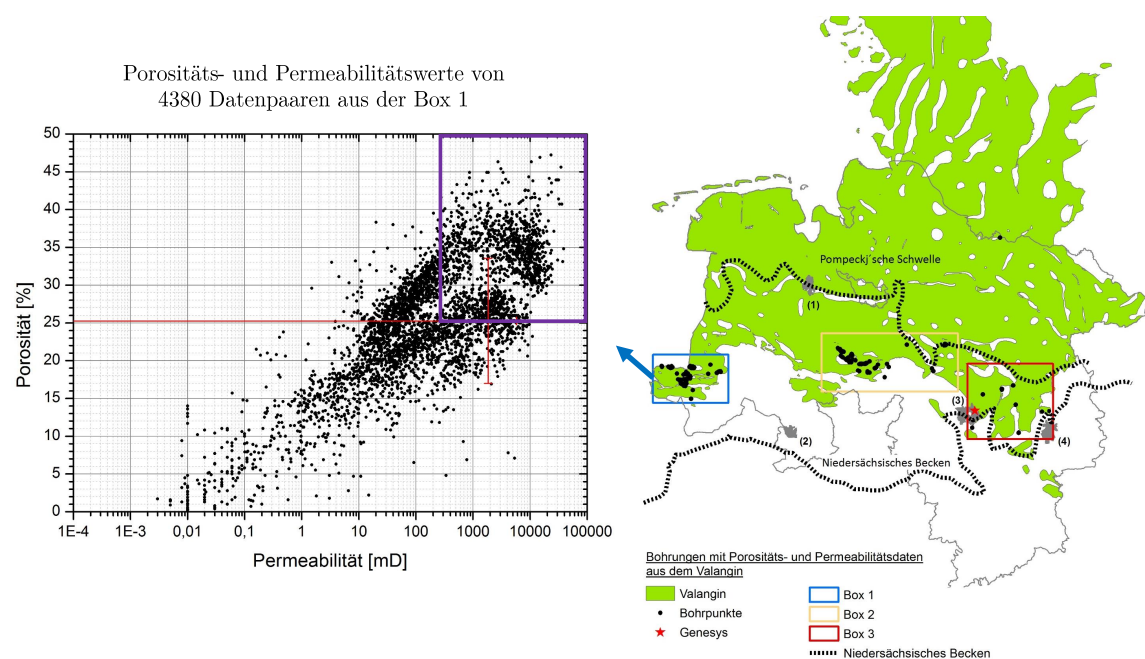 Porositäts- und Permeabilitätswerte von
4380 Datenpaaren aus der Box 1
50
45
40
35
30
25
20
15
10
5
0
Porosität [%]
1E-4 1E-3 0,01 0,1 1 10 100 1000 10000 100000
Permeabilität [mD]
Pompeckj´sche Schwelle
(1)
(3)
(2)
(4)
Niedersächsisches Becken
Bohrungen mit Porositäts- und Permeabilitätsdaten
aus dem Valangin
Valangin
Bohrpunkte
Genesys
Box 1
Box 2
Box 3
Niedersächsisches Becken